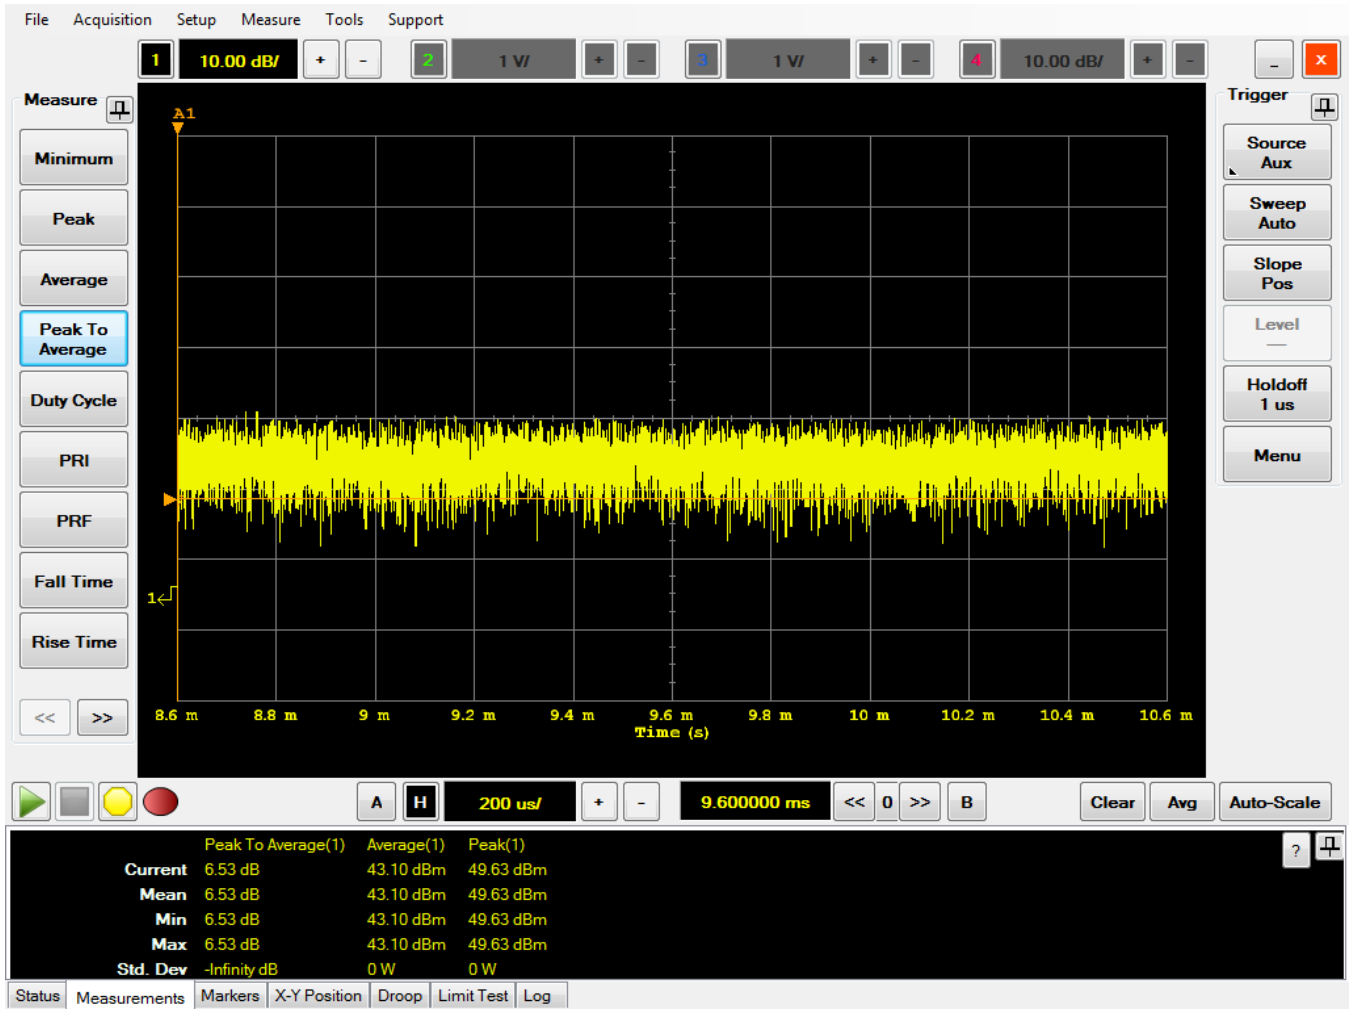 File Acquisition Setup Measure Tools Support
1 10.00 dB/ + - 2 1 V/ + - 3 1 V/ + - 4 10.00 dB/ + - _ X
Measure
Minimum
Peak
Average
Peak To
Average
Duty Cycle
PRI
PRF
Fall Time
Rise Time
<< >>
A1
1
8.6 m 8.8 m 9 m 9.2 m 9.4 m 9.6 m 9.8 m 10 m 10.2 m 10.4 m 10.6 m
Time (s)
Trigger
Source
Aux
Sweep
Auto
Slope
Pos
Level
—
Holdoff
1 us
Menu
A H 200 us/ + - 9.600000 ms << 0 >> B Clear Avg Auto-Scale
Peak To Average(1) Average(1) Peak(1) ?
Current 6.53 dB 43.10 dBm 49.63 dBm
Mean 6.53 dB 43.10 dBm 49.63 dBm
Min 6.53 dB 43.10 dBm 49.63 dBm
Max 6.53 dB 43.10 dBm 49.63 dBm
Std. Dev -Infinity dB 0 W 0 W
Status Measurements Markers X-Y Position Droop Limit Test Log